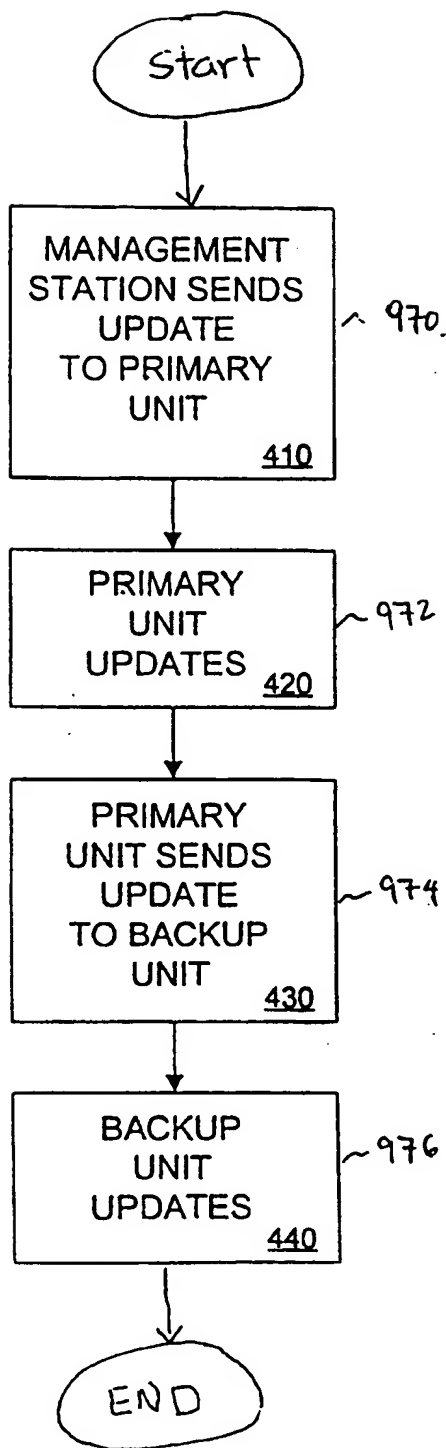 Start
MANAGEMENT
STATION SENDS
UPDATE
TO PRIMARY
UNIT
410
970.
PRIMARY
UNIT
UPDATES
420
972
PRIMARY
UNIT SENDS
UPDATE
TO BACKUP
UNIT
430
974
BACKUP
UNIT
UPDATES
440
976
END